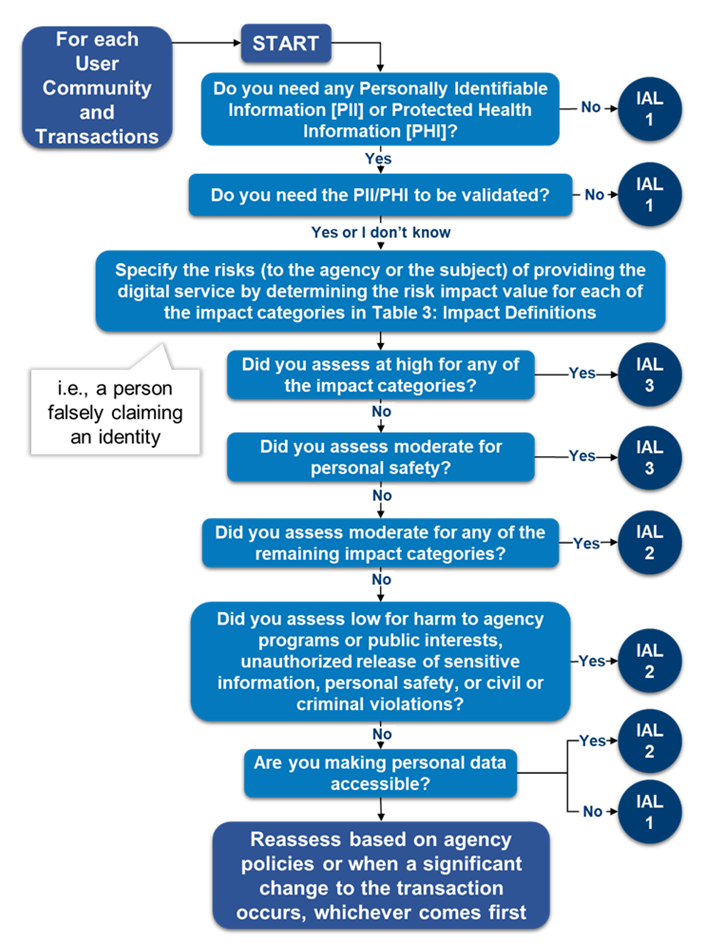 For each
User
Community
and
Transactions
START
Do you need any Personally Identifiable
Information [PII] or Protected Health
Information [PHI]?
No
IAL
1
Yes
Do you need the PII/PHI to be validated?
No
IAL
1
Yes or I don't know
Specify the risks (to the agency or the subject) of providing the
digital service by determining the risk impact value for each of
the impact categories in Table 3: Impact Definitions
i.e., a person
falsely claiming
an identity
Did you assess at high for any of
the impact categories?
Yes
IAL
3
No
Did you assess moderate for
personal safety?
Yes
IAL
3
No
Did you assess moderate for any of the
remaining impact categories?
Yes
IAL
2
No
Did you assess low for harm to agency
programs or public interests,
unauthorized release of sensitive
information, personal safety, or civil or
criminal violations?
Yes
IAL
2
No
Are you making personal data
accessible?
Yes
IAL
2
No
IAL
1
Reassess based on agency
policies or when a significant
change to the transaction
occurs, whichever comes first